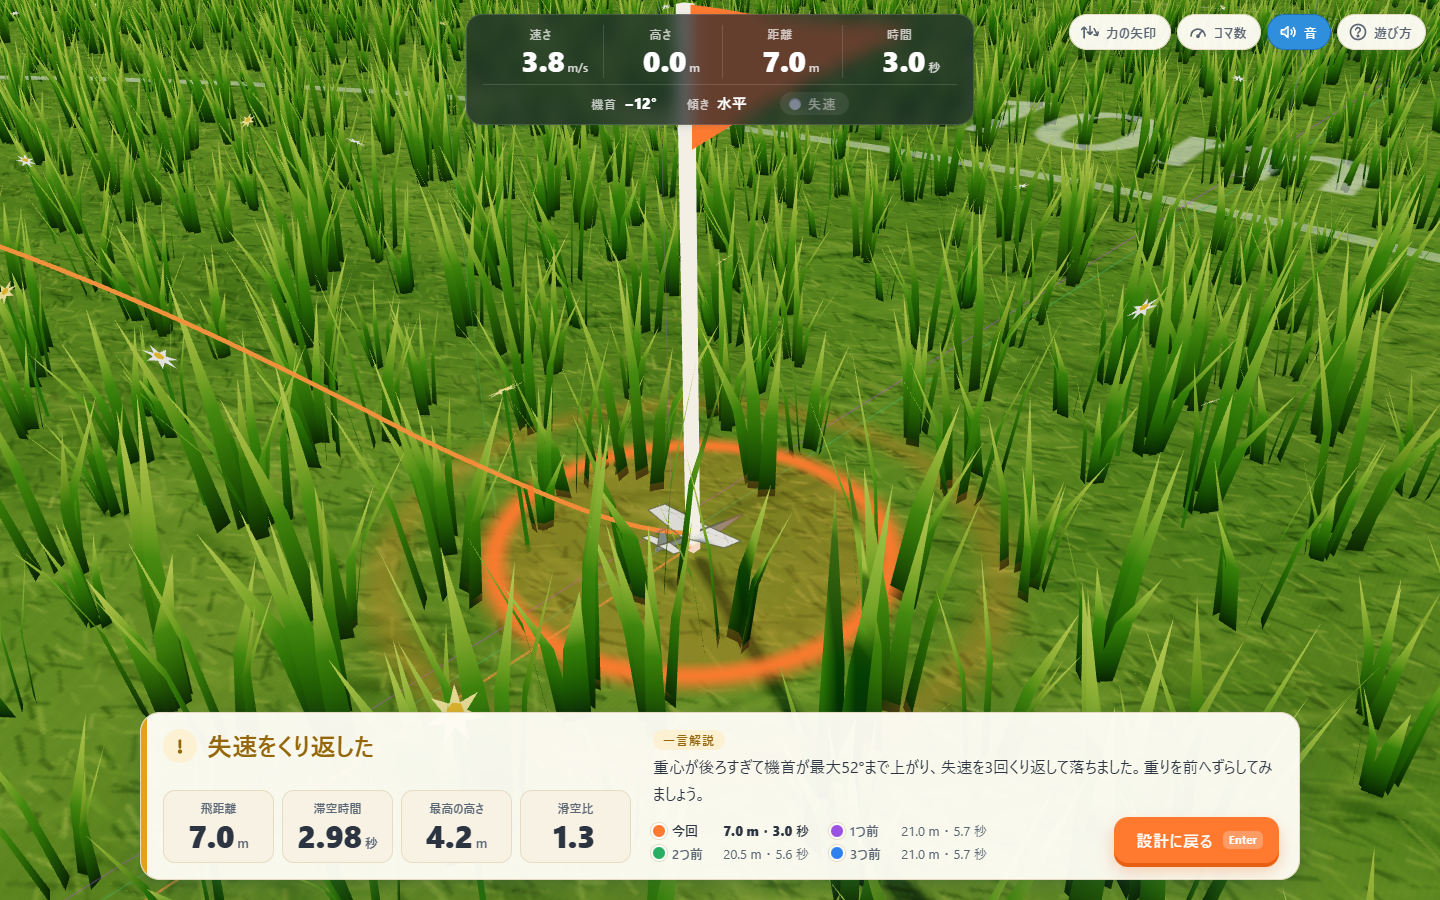 速さ 高さ 距離 時間
3.8 m/s 0.0 m 7.0 m 3.0 秒
機首 −12° 傾き 水平 失速
力の矢印 コマ数 音 遊び方
10m
! 失速をくり返した
飛距離 滞空時間 最高の高さ 滑空比
7.0 m 2.98 秒 4.2 m 1.3
一言解説
重心が後ろすぎて機首が最大52°まで上がり、失速を3回くり返して落ちました。重りを前へずらしてみ
ましょう。
今回 7.0 m・3.0 秒 1つ前 21.0 m・5.7 秒
2つ前 20.5 m・5.6 秒 3つ前 21.0 m・5.7 秒
設計に戻る Enter